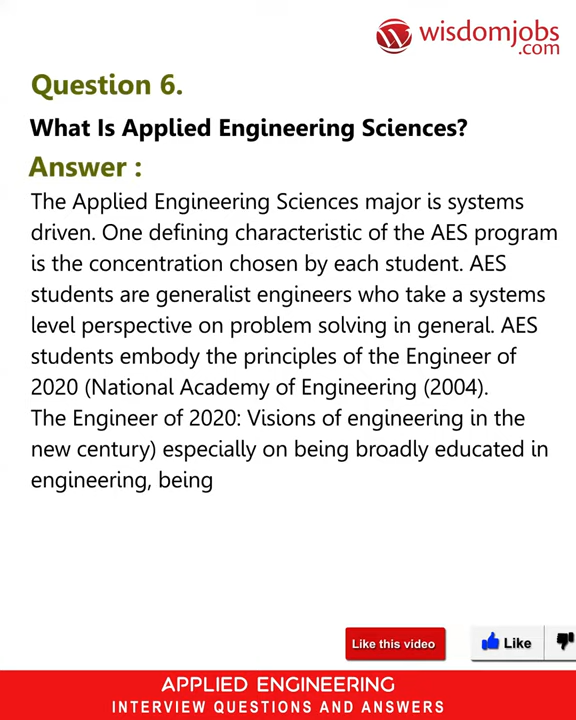 wisdomjobs
.com
Question 6.
What Is Applied Engineering Sciences?
Answer :
The Applied Engineering Sciences major is systems
driven. One defining characteristic of the AES program
is the concentration chosen by each student. AES
students are generalist engineers who take a systems
level perspective on problem solving in general. AES
students embody the principles of the Engineer of
2020 (National Academy of Engineering (2004).
The Engineer of 2020: Visions of engineering in the
new century) especially on being broadly educated in
engineering, being
Like this video
Like
APPLIED ENGINEERING
INTERVIEW QUESTIONS AND ANSWERS